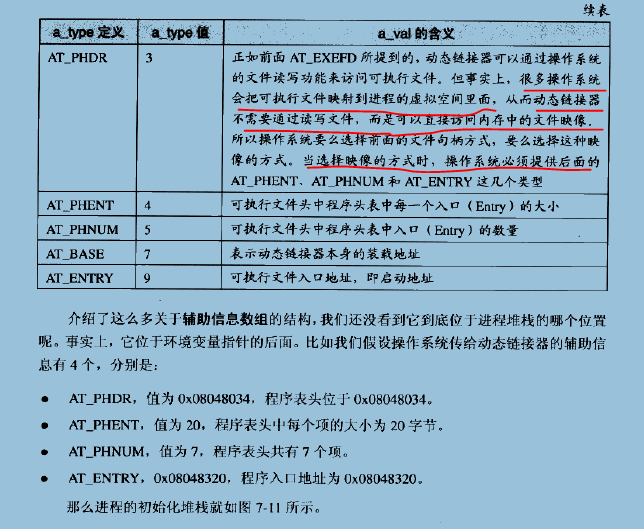 续表
a_type 定义 a_type 值 a_val 的含义
AT_PHDR 3 正如前面 AT_EXEFD 所提到的，动态链接器可以通过操作系统
的文件读写功能来访问可执行文件。但事实上，很多操作系统
会把可执行文件映射到进程的虚拟空间里面，从而动态链接器
不需要通过读写文件，而是可以直接访问内存中的文件映像。
所以操作系统要么选择前面的文件句柄方式，要么选择这种映
像的方式。当选择映像的方式时，操作系统必须提供后面的
AT_PHENT、AT_PHNUM 和 AT_ENTRY 这几个类型
AT_PHENT 4 可执行文件头中程序头表中每一个入口（Entry）的大小
AT_PHNUM 5 可执行文件头中程序头表中入口（Entry）的数量
AT_BASE 7 表示动态链接器本身的装载地址
AT_ENTRY 9 可执行文件入口地址，即启动地址
介绍了这么多关于辅助信息数组的结构，我们还没看到它到底位于进程堆栈的哪个位置
呢。事实上，它位于环境变量指针的后面。比如我们假设操作系统传给动态链接器的辅助信
息有 4 个，分别是：
● AT_PHDR，值为 0x08048034，程序表头位于 0x08048034。
● AT_PHENT，值为 20，程序表头中每个项的大小为 20 字节。
● AT_PHNUM，值为 7，程序表头共有 7 个项。
● AT_ENTRY，0x08048320，程序入口地址为 0x08048320。
那么进程的初始化堆栈就如图 7-11 所示。